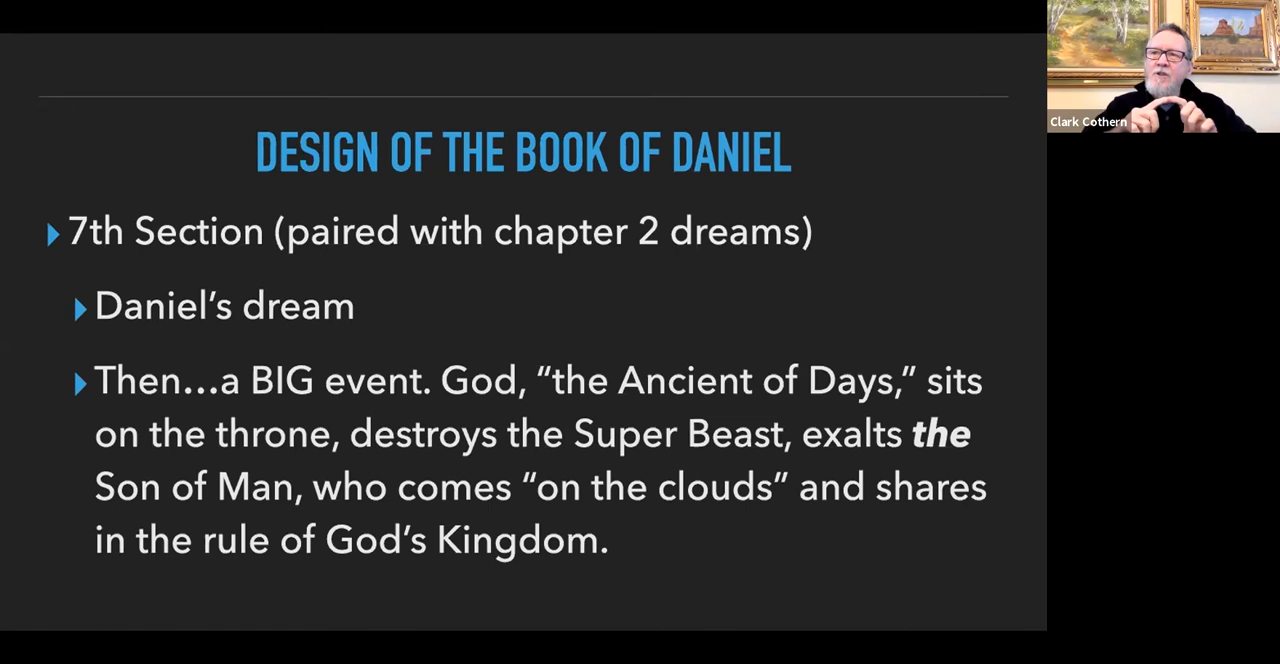 DESIGN OF THE BOOK OF DANIEL
7th Section (paired with chapter 2 dreams)
Daniel’s dream
Then…a BIG event. God, “the Ancient of Days,” sits
on the throne, destroys the Super Beast, exalts the
Son of Man, who comes “on the clouds” and shares
in the rule of God’s Kingdom.
Clark Cothern